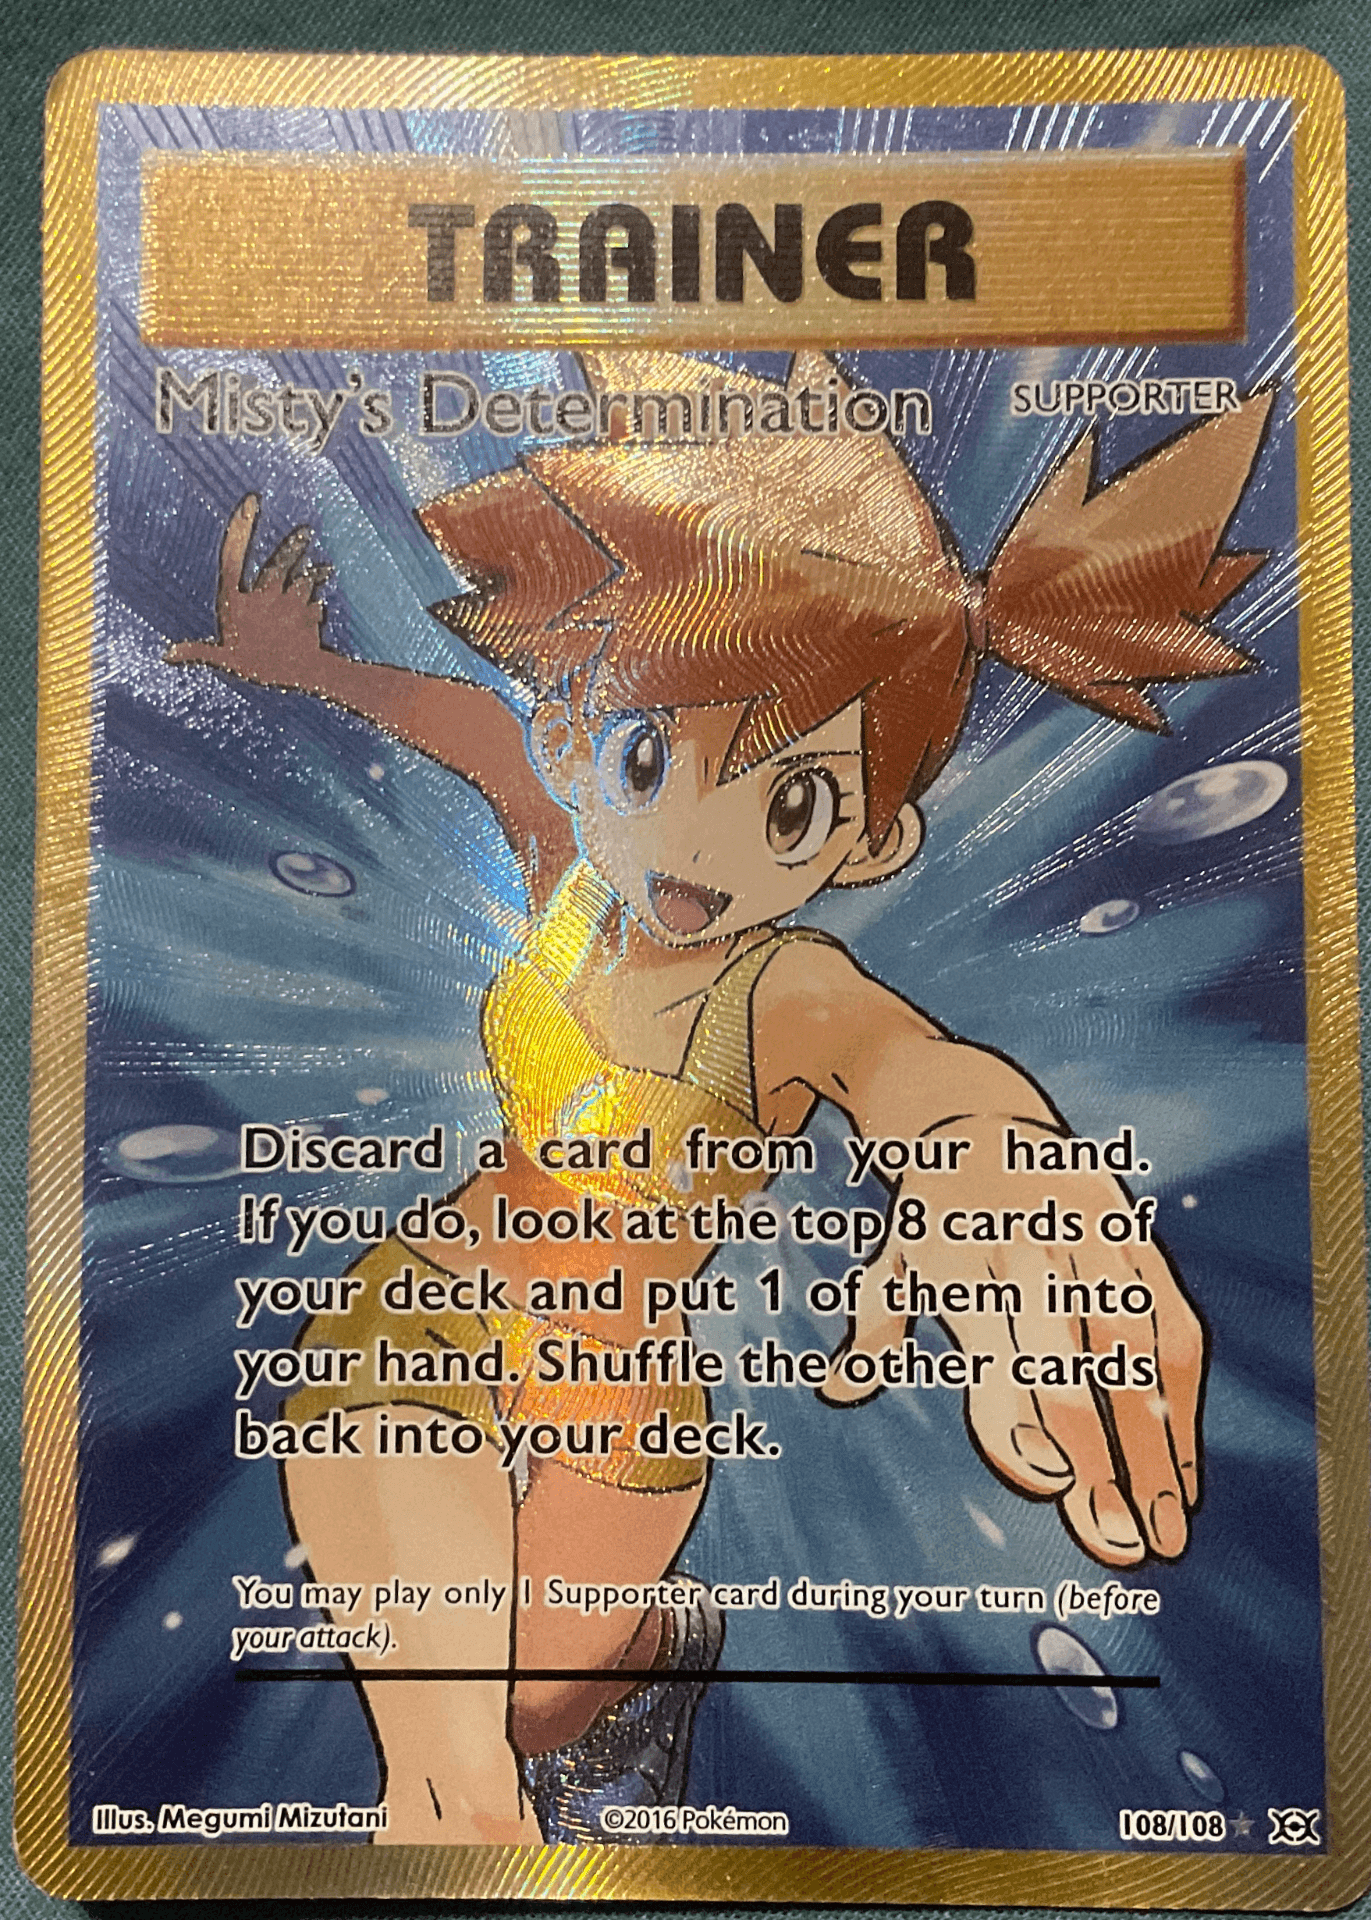 TRAINER
Misty's Determination SUPPORTER
Discard a card from your hand.
If you do, look at the top 8 cards of
your deck and put 1 of them into
your hand. Shuffle the other cards
back into your deck.
You may play only 1 Supporter card during your turn (before
your attack).
Illus. Megumi Mizutani ©2016 Pokémon 108/108